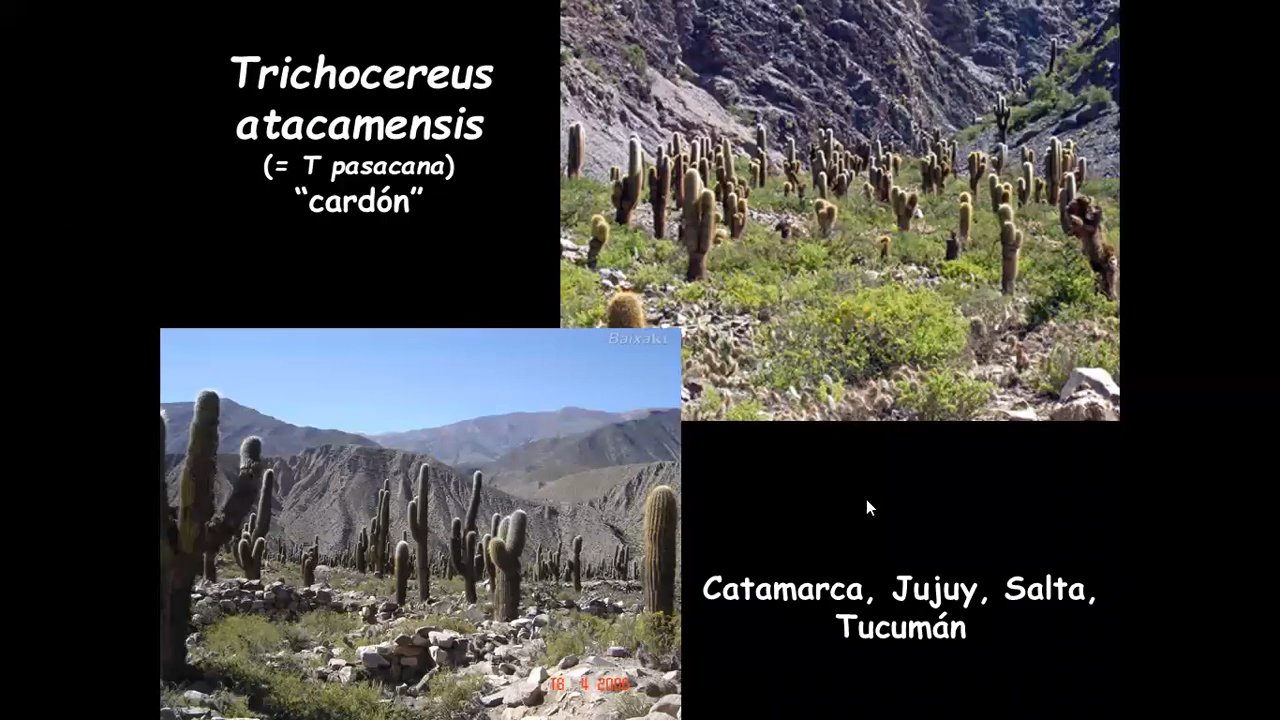 Trichocereus
atacamensis
(= T pasacana)
“cardón”
Baixaki
18 4 2006
Catamarca, Jujuy, Salta,
Tucumán